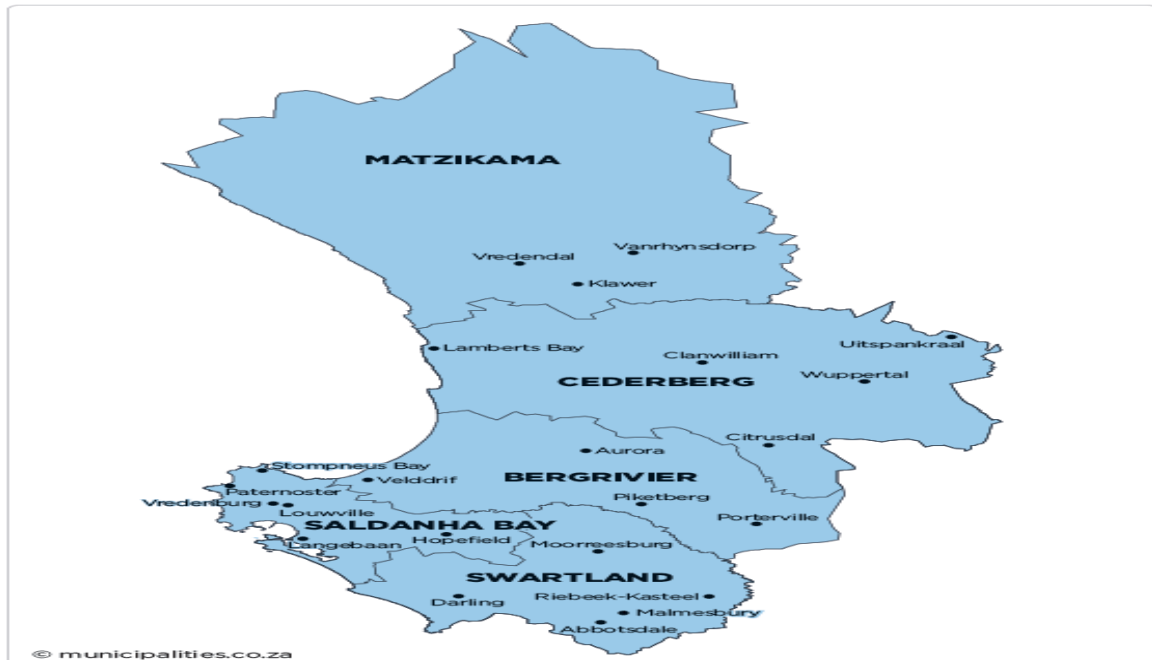 MATZIKAMA
Vanrhynsdorp
Vredendal
Klawer
Lamberts Bay
Uitspankraal
Clanwilliam
Wuppertal
CEDERBERG
Citrusdal
Aurora
Stompneus Bay
BERGRIVIER
Velddrif
Paternoster
Piketberg
Vredenburg
Louwville
Porterville
SALDANHA BAY
Hopefield
Langebaan
Moorreesburg
SWARTLAND
Riebeek-Kasteel
Darling
Malmesbury
Abbotsdale
© municipalities.co.za